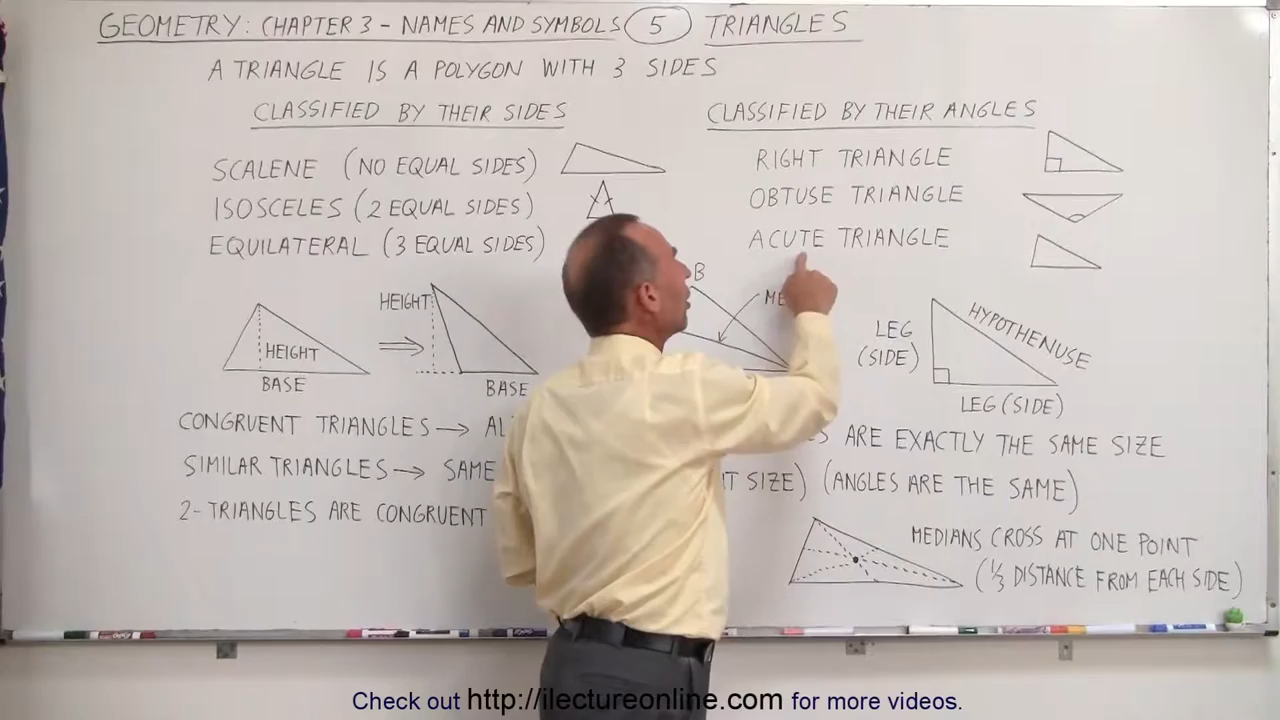 GEOMETRY: CHAPTER 3 - NAMES AND SYMBOLS 5 TRIANGLES
A TRIANGLE IS A POLYGON WITH 3 SIDES
CLASSIFIED BY THEIR SIDES
SCALENE (NO EQUAL SIDES)
ISOSCELES (2 EQUAL SIDES)
EQUILATERAL (3 EQUAL SIDES)
CLASSIFIED BY THEIR ANGLES
RIGHT TRIANGLE
OBTUSE TRIANGLE
ACUTE TRIANGLE
HEIGHT
BASE
HEIGHT
BASE
B
LEG
(SIDE)
HYPOTHENUSE
LEG (SIDE)
CONGRUENT TRIANGLES → ARE EXACTLY THE SAME SIZE
SIMILAR TRIANGLES → SAME SIZE) (ANGLES ARE THE SAME)
2- TRIANGLES ARE CONGRUENT
MEDIANS CROSS AT ONE POINT
(1/3 DISTANCE FROM EACH SIDE)
Check out http://ilectureonline.com for more videos.